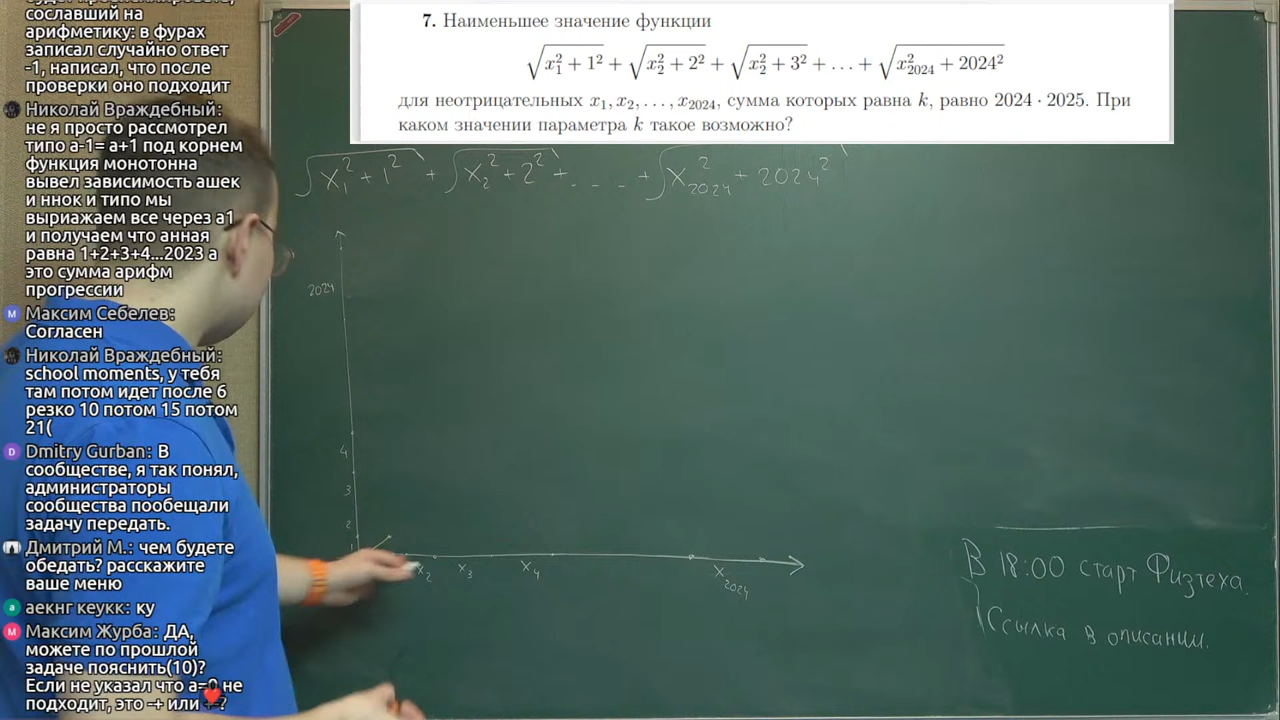 сославший на
арифметику: в фурах
записал случайно ответ
-1, написал, что после
проверки оно подходит
Николай Враждебный:
не я просто рассмотрел
типо a-1= a+1 под корнем
функция монотонна
вывел зависимость ашек
и ннок и типо мы
выриажаем все через a1
и получаем что анная
равна 1+2+3+4...2023 а
это сумма арифм
прогрессии
Максим Себелев:
Согласен
Николай Враждебный:
school moments, у тебя
там потом идет после 6
резко 10 потом 15 потом
21(
Dmitry Gurban: В
сообществе, я так понял,
администраторы
сообщества пообещали
задачу передать.
Дмитрий М.: чем будете
обедать? расскажите
ваше меню
аекнг кеукк: ку
Максим Журба: ДА,
можете по прошлой
задаче пояснить(10)?
Если не указал что a=0 не
подходит, это -+ или
7. Наименьшее значение функции
√(x₁² + 1²) + √(x₂² + 2²) + √(x₂² + 3²) + ... + √(x₂₀₂₄² + 2024²)
для неотрицательных x₁, x₂, ..., x₂₀₂₄, сумма которых равна k, равно 2024 · 2025. При
каком значении параметра k такое возможно?
√(x₁² + 1²) + √(x₂² + 2²) + .... + √(x₂₀₂₄² + 2024²)
2024
4
3
2
1
x₂ x₃ x₄ x₂₀₂₄
В 18:00 старт Физтеха.
Ссылка в описании.